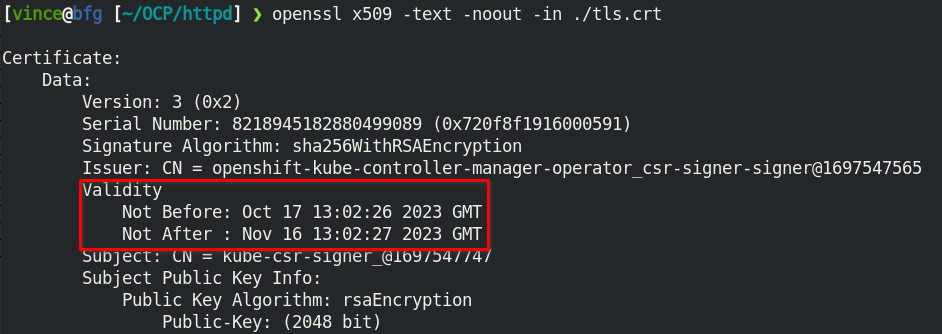 [vince@bfg [~/OCP/httpd] ❯ openssl x509 -text -noout -in ./tls.crt
Certificate:
Data:
Version: 3 (0x2)
Serial Number: 8218945182880499089 (0x720f8f1916000591)
Signature Algorithm: sha256WithRSAEncryption
Issuer: CN = openshift-kube-controller-manager-operator_csr-signer-signer@1697547565
Validity
Not Before: Oct 17 13:02:26 2023 GMT
Not After : Nov 16 13:02:27 2023 GMT
Subject: CN = kube-csr-signer_@1697547747
Subject Public Key Info:
Public Key Algorithm: rsaEncryption
Public-Key: (2048 bit)